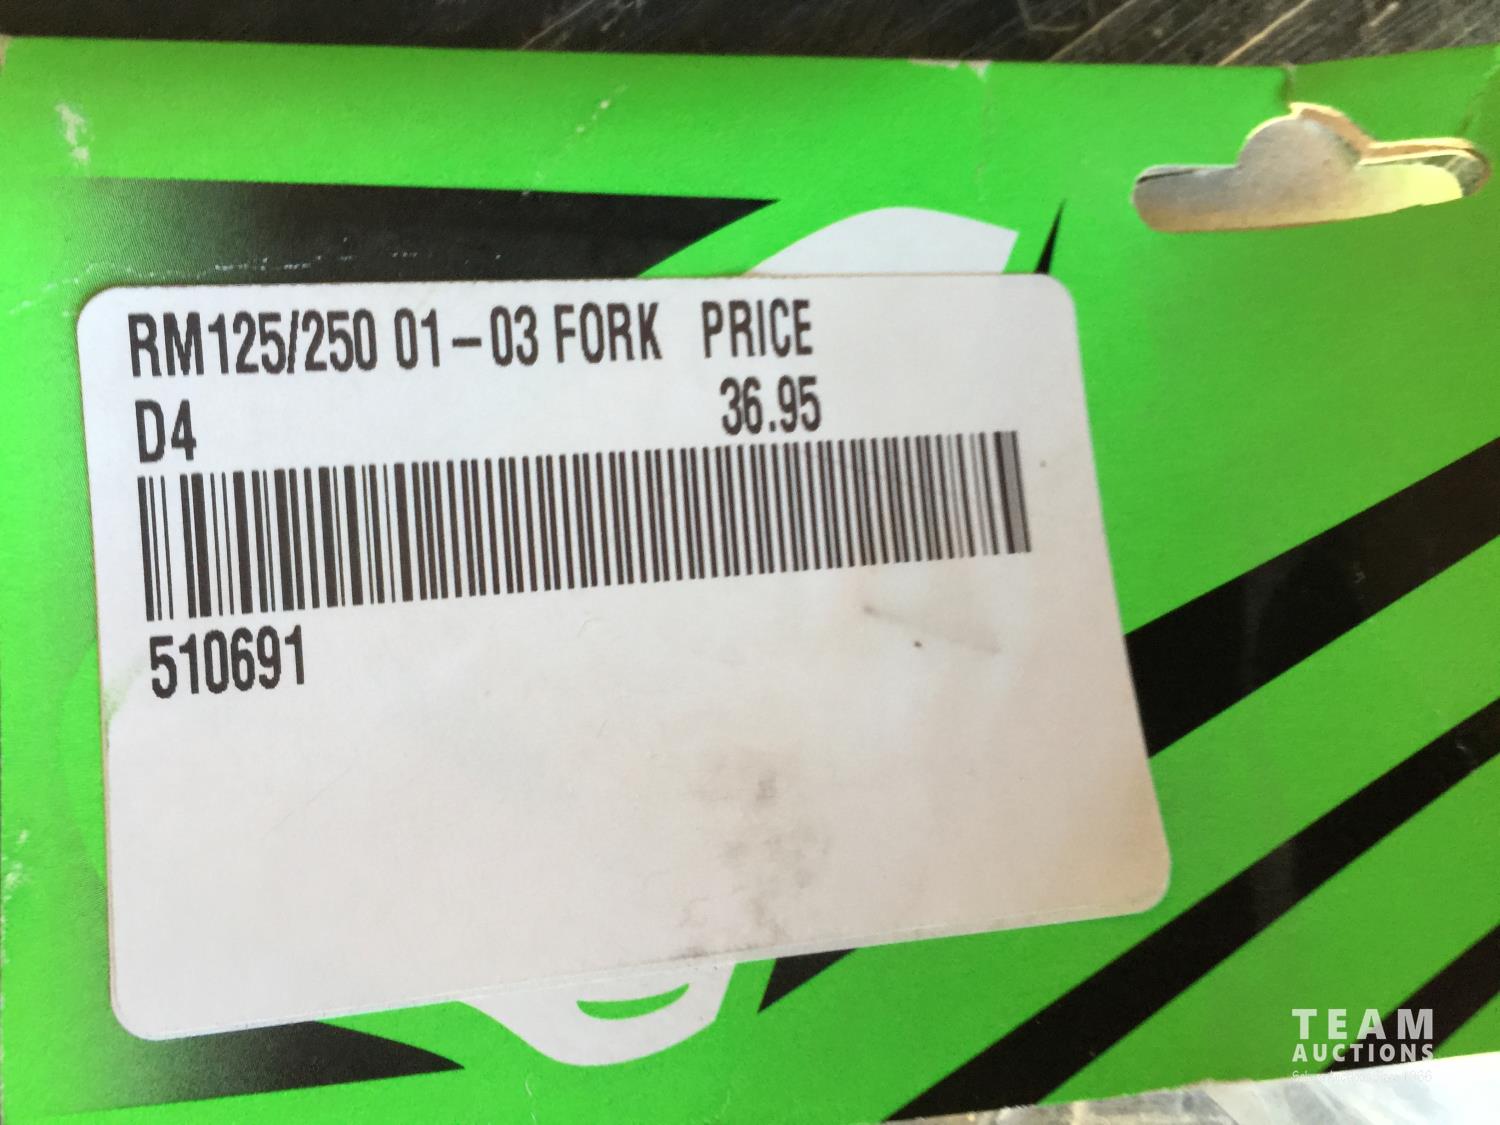 RM125/250 01-03 FORK PRICE
D4 36.95
510691
TEAM
AUCTIONS